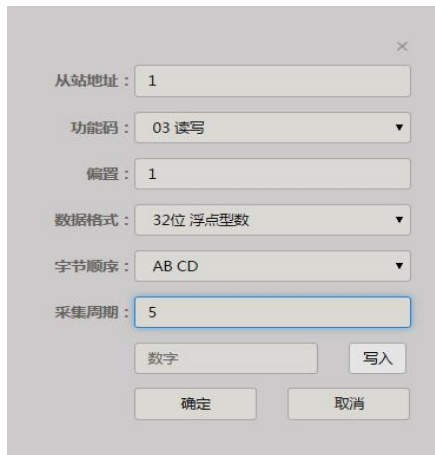 ×
从站地址： 1
功能码： 03 读写
偏置： 1
数据格式： 32位 浮点型数
字节顺序： AB CD
采集周期： 5
数字 写入
确定 取消